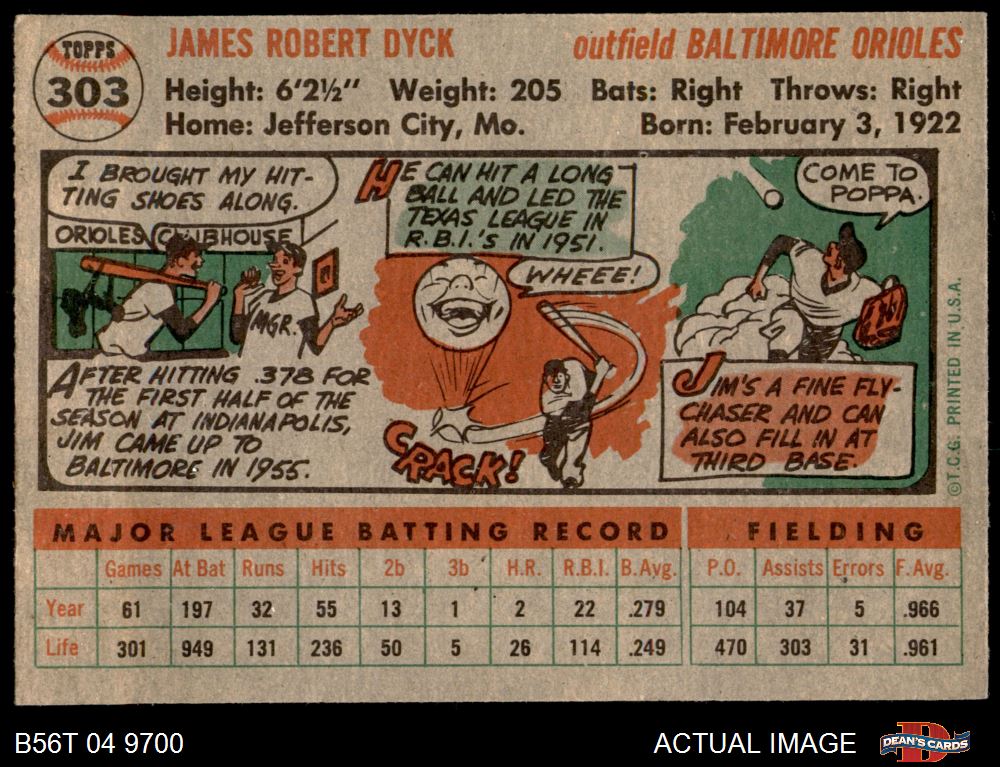 TOPPS
303
JAMES ROBERT DYCK
outfield BALTIMORE ORIOLES
Height: 6'2½" Weight: 205 Bats: Right Throws: Right
Home: Jefferson City, Mo. Born: February 3, 1922
I BROUGHT MY HIT-
TING SHOES ALONG.
ORIOLES CLUBHOUSE
MGR.
AFTER HITTING .378 FOR
THE FIRST HALF OF THE
SEASON AT INDIANAPOLIS,
JIM CAME UP TO
BALTIMORE IN 1955.
HE CAN HIT A LONG
BALL AND LED THE
TEXAS LEAGUE IN
R.B.I.'S IN 1951.
WHEEE!
CRACK!
COME TO
POPPA.
JIM'S A FINE FLY-
CHASER AND CAN
ALSO FILL IN AT
THIRD BASE.
©T.C.G. PRINTED IN U.S.A.
MAJOR LEAGUE BATTING RECORD FIELDING
Games At Bat Runs Hits 2b 3b H.R. R.B.I. B.Avg. P.O. Assists Errors F.Avg.
Year 61 197 32 55 13 1 2 22 .279 104 37 5 .966
Life 301 949 131 236 50 5 26 114 .249 470 303 31 .961
B56T 04 9700
ACTUAL IMAGE
DEAN'S CARDS